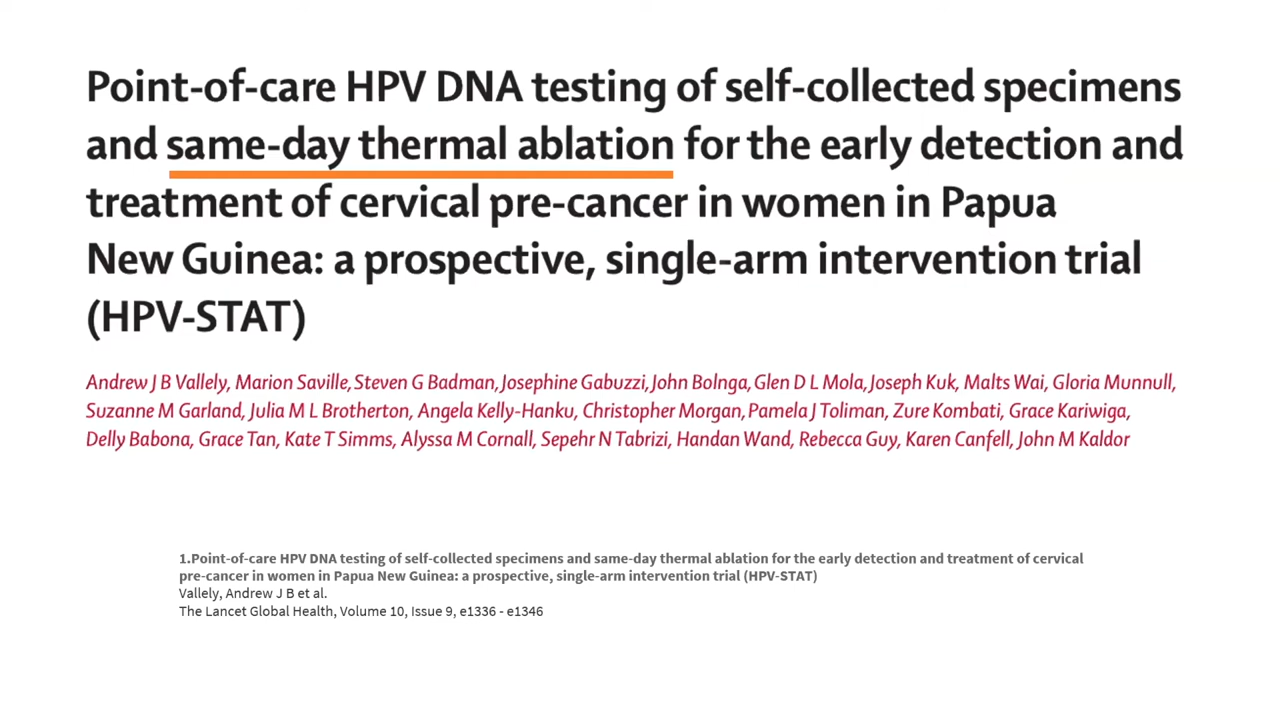 Point-of-care HPV DNA testing of self-collected specimens
and same-day thermal ablation for the early detection and
treatment of cervical pre-cancer in women in Papua
New Guinea: a prospective, single-arm intervention trial
(HPV-STAT)
Andrew J B Vallely, Marion Saville, Steven G Badman, Josephine Gabuzzi, John Bolnga, Glen D L Mola, Joseph Kuk, Malts Wai, Gloria Munnull,
Suzanne M Garland, Julia M L Brotherton, Angela Kelly-Hanku, Christopher Morgan, Pamela J Toliman, Zure Kombati, Grace Kariwiga,
Delly Babona, Grace Tan, Kate T Simms, Alyssa M Cornall, Sepehr N Tabrizi, Handan Wand, Rebecca Guy, Karen Canfell, John M Kaldor
1.Point-of-care HPV DNA testing of self-collected specimens and same-day thermal ablation for the early detection and treatment of cervical
pre-cancer in women in Papua New Guinea: a prospective, single-arm intervention trial (HPV-STAT)
Vallely, Andrew J B et al.
The Lancet Global Health, Volume 10, Issue 9, e1336 - e1346